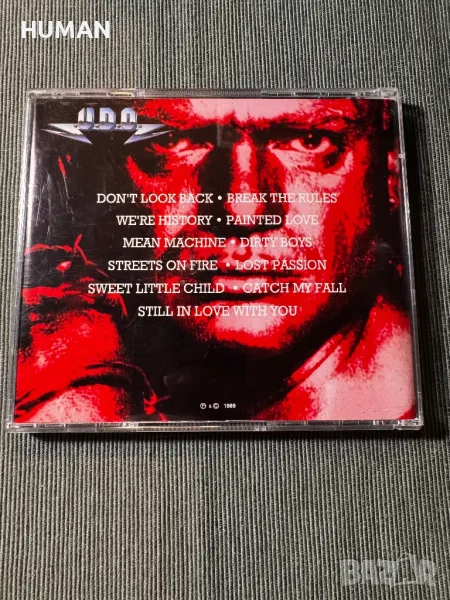 HUMAN
U.D.O.
DON'T LOOK BACK • BREAK THE RULES
WE'RE HISTORY • PAINTED LOVE
MEAN MACHINE • DIRTY BOYS
STREETS ON FIRE • LOST PASSION
SWEET LITTLE CHILD • CATCH MY FALL
STILL IN LOVE WITH YOU
℗ & © 1989
BAZAR